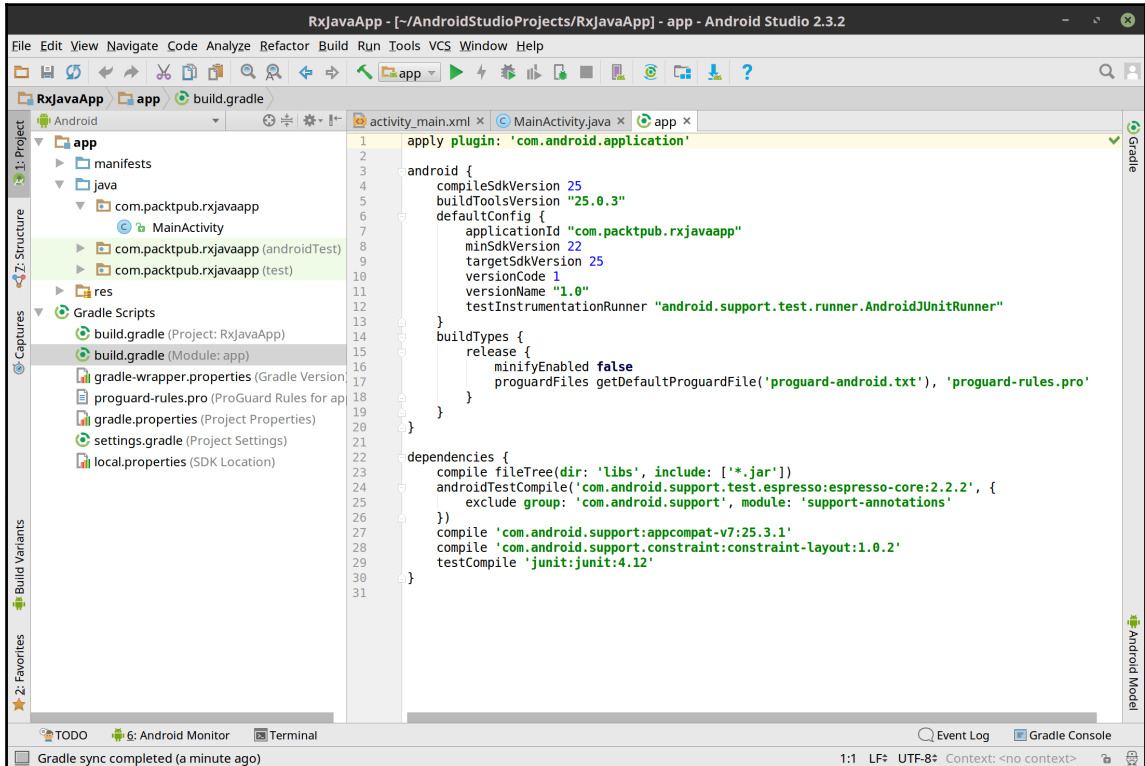 RxJavaApp - [~/AndroidStudioProjects/RxJavaApp] - app - Android Studio 2.3.2
File Edit View Navigate Code Analyze Refactor Build Run Tools VCS Window Help
app
RxJavaApp app build.gradle
1: Project
Z: Structure
Captures
Build Variants
2: Favorites
Android
app
manifests
java
com.packtpub.rxjavaapp
MainActivity
com.packtpub.rxjavaapp (androidTest)
com.packtpub.rxjavaapp (test)
res
Gradle Scripts
build.gradle (Project: RxJavaApp)
build.gradle (Module: app)
gradle-wrapper.properties (Gradle Version)
proguard-rules.pro (ProGuard Rules for ap
gradle.properties (Project Properties)
settings.gradle (Project Settings)
local.properties (SDK Location)
activity_main.xml MainActivity.java app
1 apply plugin: 'com.android.application'
2
3 android {
4     compileSdkVersion 25
5     buildToolsVersion "25.0.3"
6     defaultConfig {
7         applicationId "com.packtpub.rxjavaapp"
8         minSdkVersion 22
9         targetSdkVersion 25
10         versionCode 1
11         versionName "1.0"
12         testInstrumentationRunner "android.support.test.runner.AndroidJUnitRunner"
13     }
14     buildTypes {
15         release {
16             minifyEnabled false
17             proguardFiles getDefaultProguardFile('proguard-android.txt'), 'proguard-rules.pro'
18         }
19     }
20 }
21
22 dependencies {
23     compile fileTree(dir: 'libs', include: ['*.jar'])
24     androidTestCompile('com.android.support.test.espresso:espresso-core:2.2.2', {
25         exclude group: 'com.android.support', module: 'support-annotations'
26     })
27     compile 'com.android.support:appcompat-v7:25.3.1'
28     compile 'com.android.support.constraint:constraint-layout:1.0.2'
29     testCompile 'junit:junit:4.12'
30 }
31
Gradle
Android Model
TODO 6: Android Monitor Terminal Event Log Gradle Console
Gradle sync completed (a minute ago) 1:1 LF UTF-8 Context: <no context>